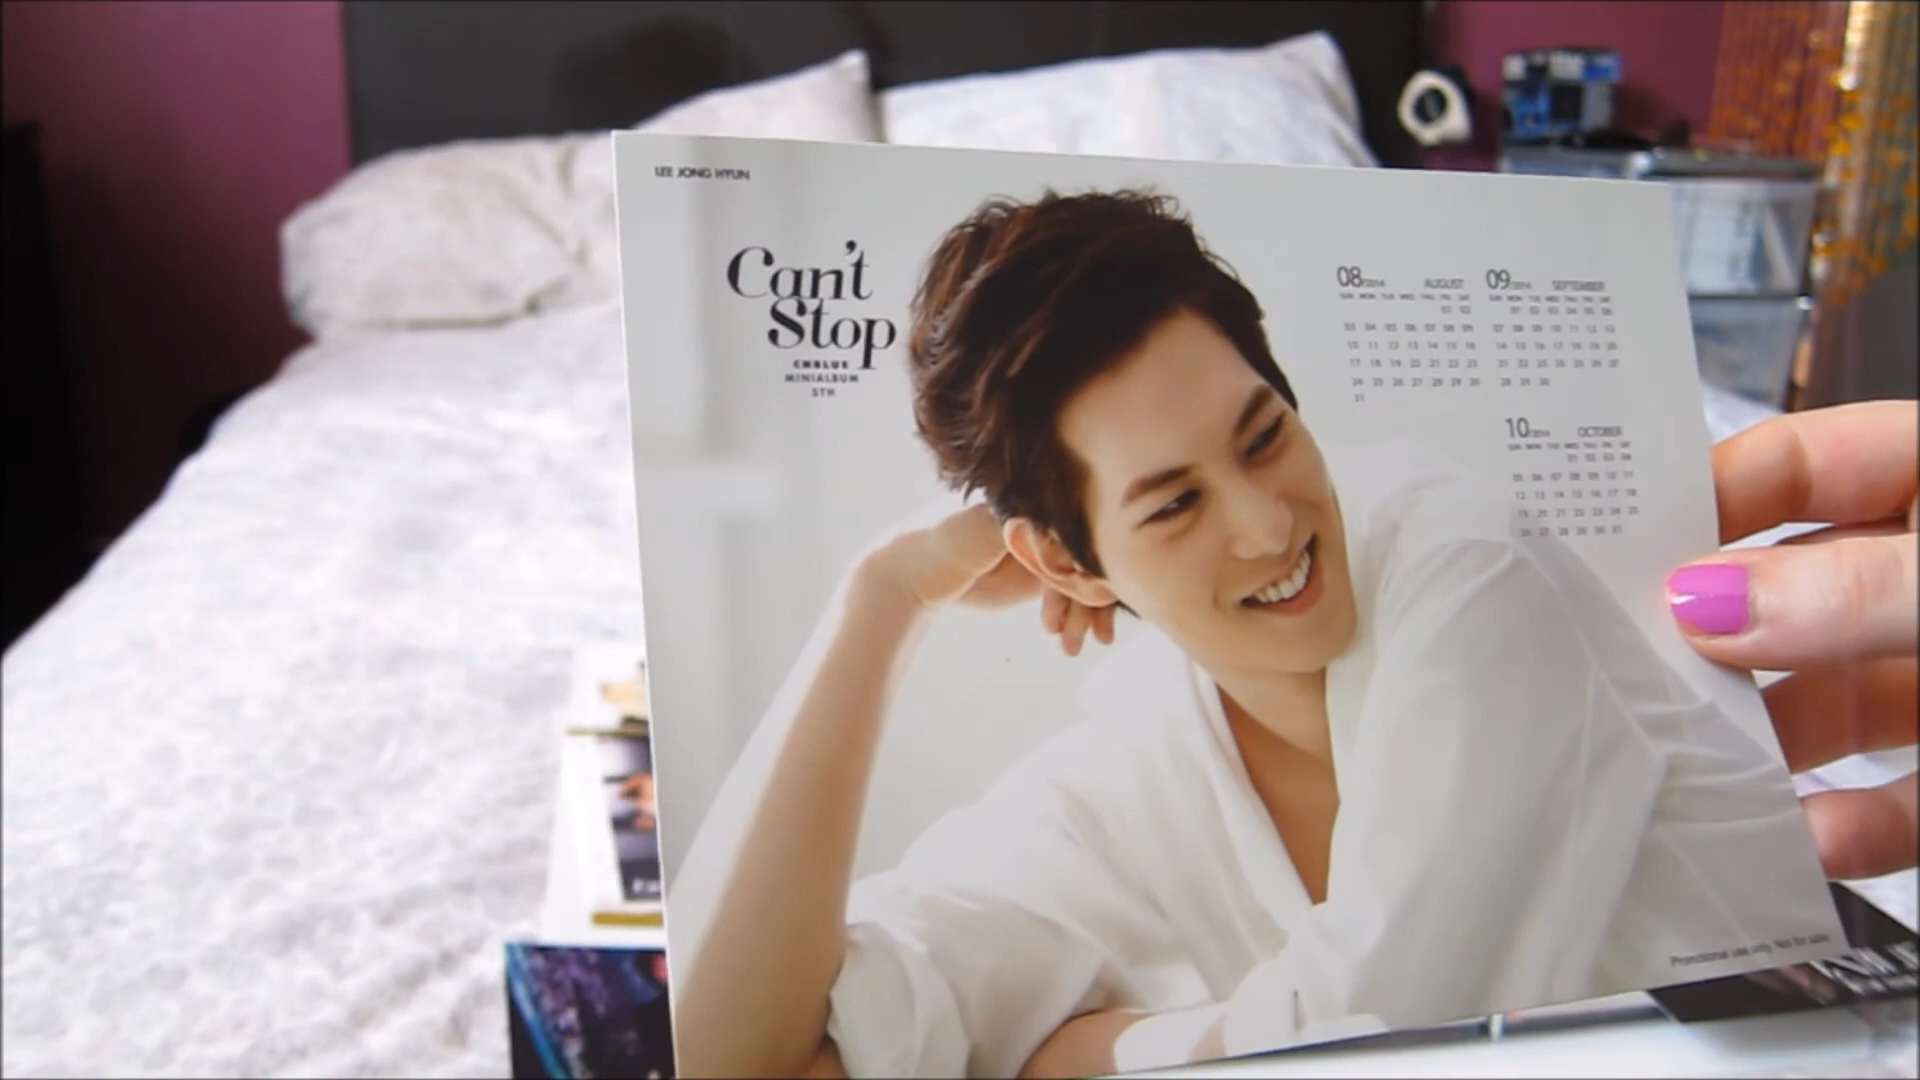 LEE JONG HYUN
Can't
Stop
CNBLUE
MINIALBUM
5TH
08/2014 AUGUST
SUN MON TUE WED THU FRI SAT
01 02
03 04 05 06 07 08 09
10 11 12 13 14 15 16
17 18 19 20 21 22 23
24 25 26 27 28 29 30
31
09/2014 SEPTEMBER
SUN MON TUE WED THU FRI SAT
01 02 03 04 05 06
07 08 09 10 11 12 13
14 15 16 17 18 19 20
21 22 23 24 25 26 27
28 29 30
10/2014 OCTOBER
SUN MON TUE WED THU FRI SAT
01 02 03 04
05 06 07 08 09 10 11
12 13 14 15 16 17 18
19 20 21 22 23 24 25
26 27 28 29 30 31
Promotional use only. Not for sale.